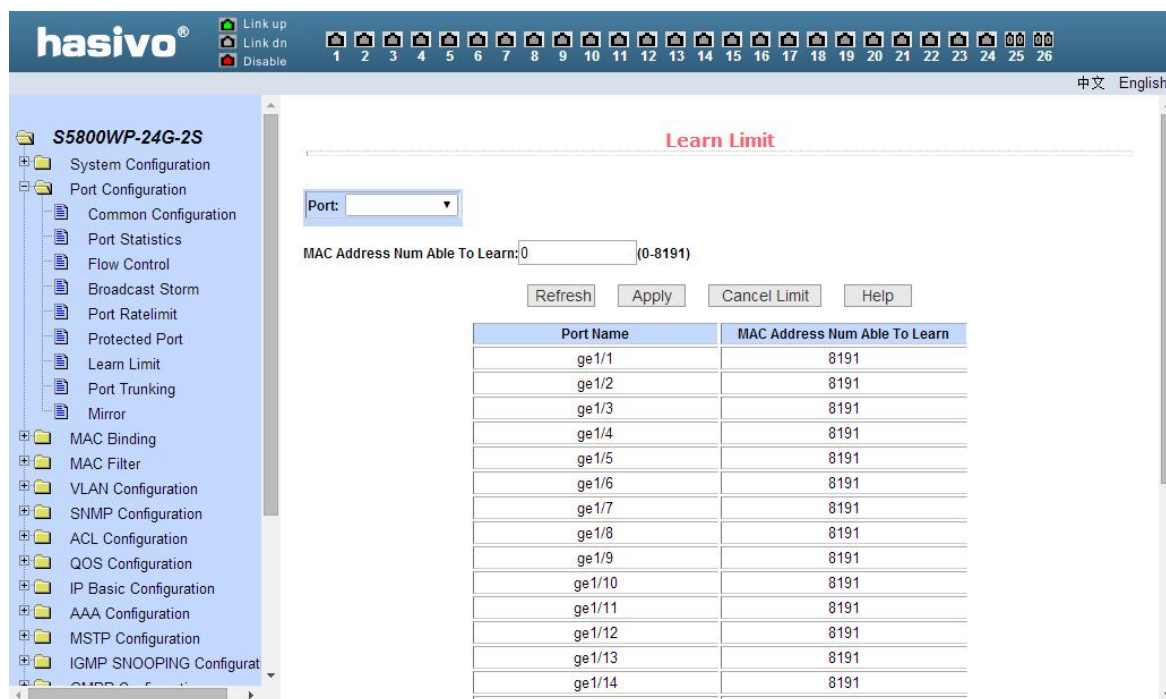 hasivo®
Link up
Link dn
Disable
1 2 3 4 5 6 7 8 9 10 11 12 13 14 15 16 17 18 19 20 21 22 23 24 25 26
中文 English
S5800WP-24G-2S
System Configuration
Port Configuration
Common Configuration
Port Statistics
Flow Control
Broadcast Storm
Port Ratelimit
Protected Port
Learn Limit
Port Trunking
Mirror
MAC Binding
MAC Filter
VLAN Configuration
SNMP Configuration
ACL Configuration
QOS Configuration
IP Basic Configuration
AAA Configuration
MSTP Configuration
IGMP SNOOPING Configurat
Learn Limit
Port:
MAC Address Num Able To Learn: 0 (0-8191)
Refresh Apply Cancel Limit Help
Port Name MAC Address Num Able To Learn
ge1/1 8191
ge1/2 8191
ge1/3 8191
ge1/4 8191
ge1/5 8191
ge1/6 8191
ge1/7 8191
ge1/8 8191
ge1/9 8191
ge1/10 8191
ge1/11 8191
ge1/12 8191
ge1/13 8191
ge1/14 8191